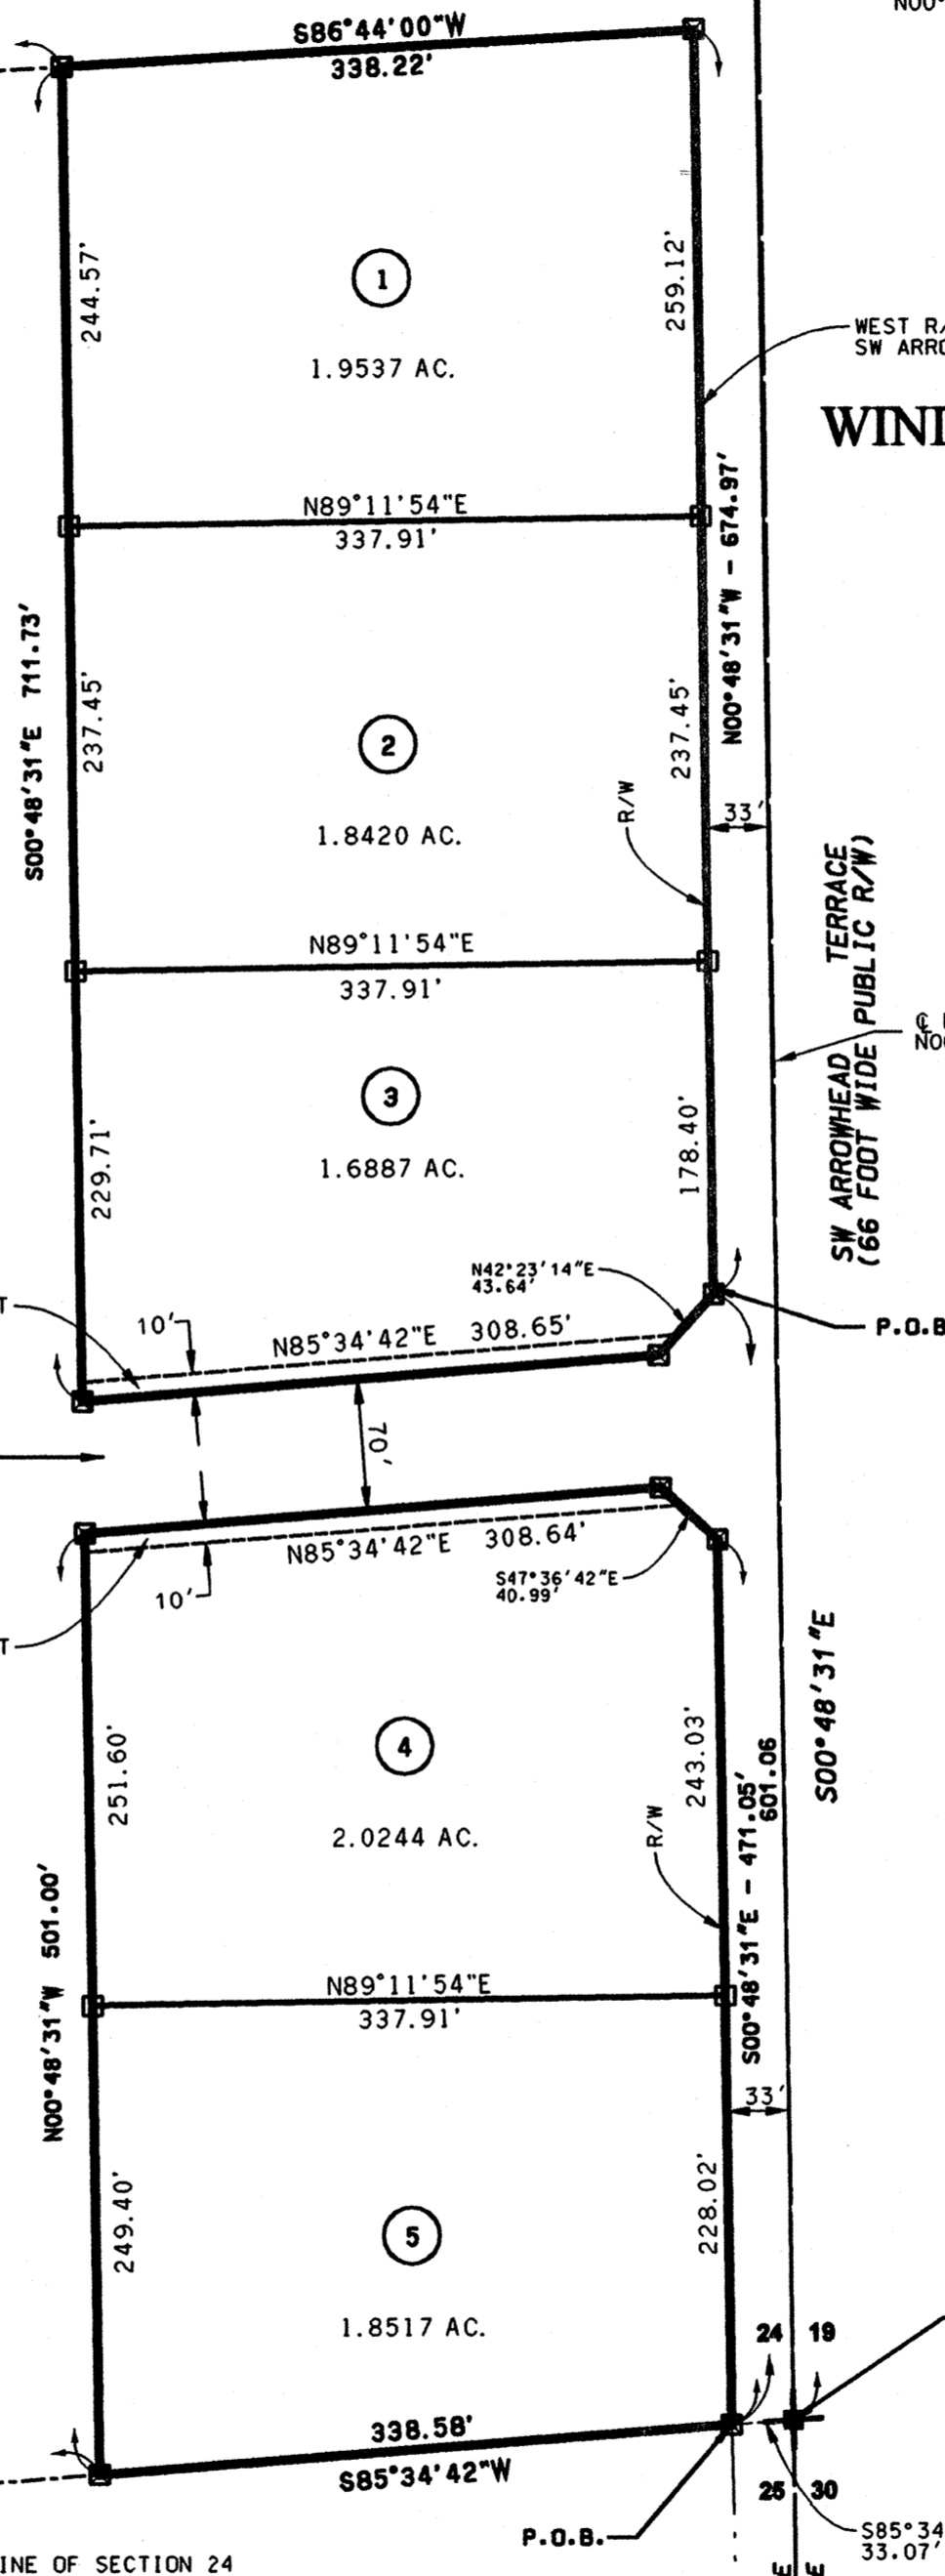 N00°
S86°44'00"W
338.22'
244.57'
259.12'
1
1.9537 AC.
WEST R/
SW ARRO
WIN
N89°11'54"E
337.91'
N00°48'31"W - 674.97'
S00°48'31"E 711.73'
237.45'
237.45'
2
1.8420 AC.
R/W
33'
SW ARROWHEAD TERRACE
(66 FOOT WIDE PUBLIC R/W)
N89°11'54"E
337.91'
3
1.6887 AC.
229.71'
178.40'
N42°23'14"E
43.64'
P.O.B
T
10'
N85°34'42"E 308.65'
70'
N85°34'42"E 308.64'
10'
S47°36'42"E
40.99'
T
S00°48'31"E
251.60'
243.03'
4
2.0244 AC.
R/W
S00°48'31"E - 471.05'
601.06
N00°48'31"W 501.00'
N89°11'54"E
337.91'
33'
249.40'
228.02'
5
1.8517 AC.
24 19
338.58'
S85°34'42"W
25 30
P.O.B.
S85°34
33.07'
INE OF SECTION 24
E
E